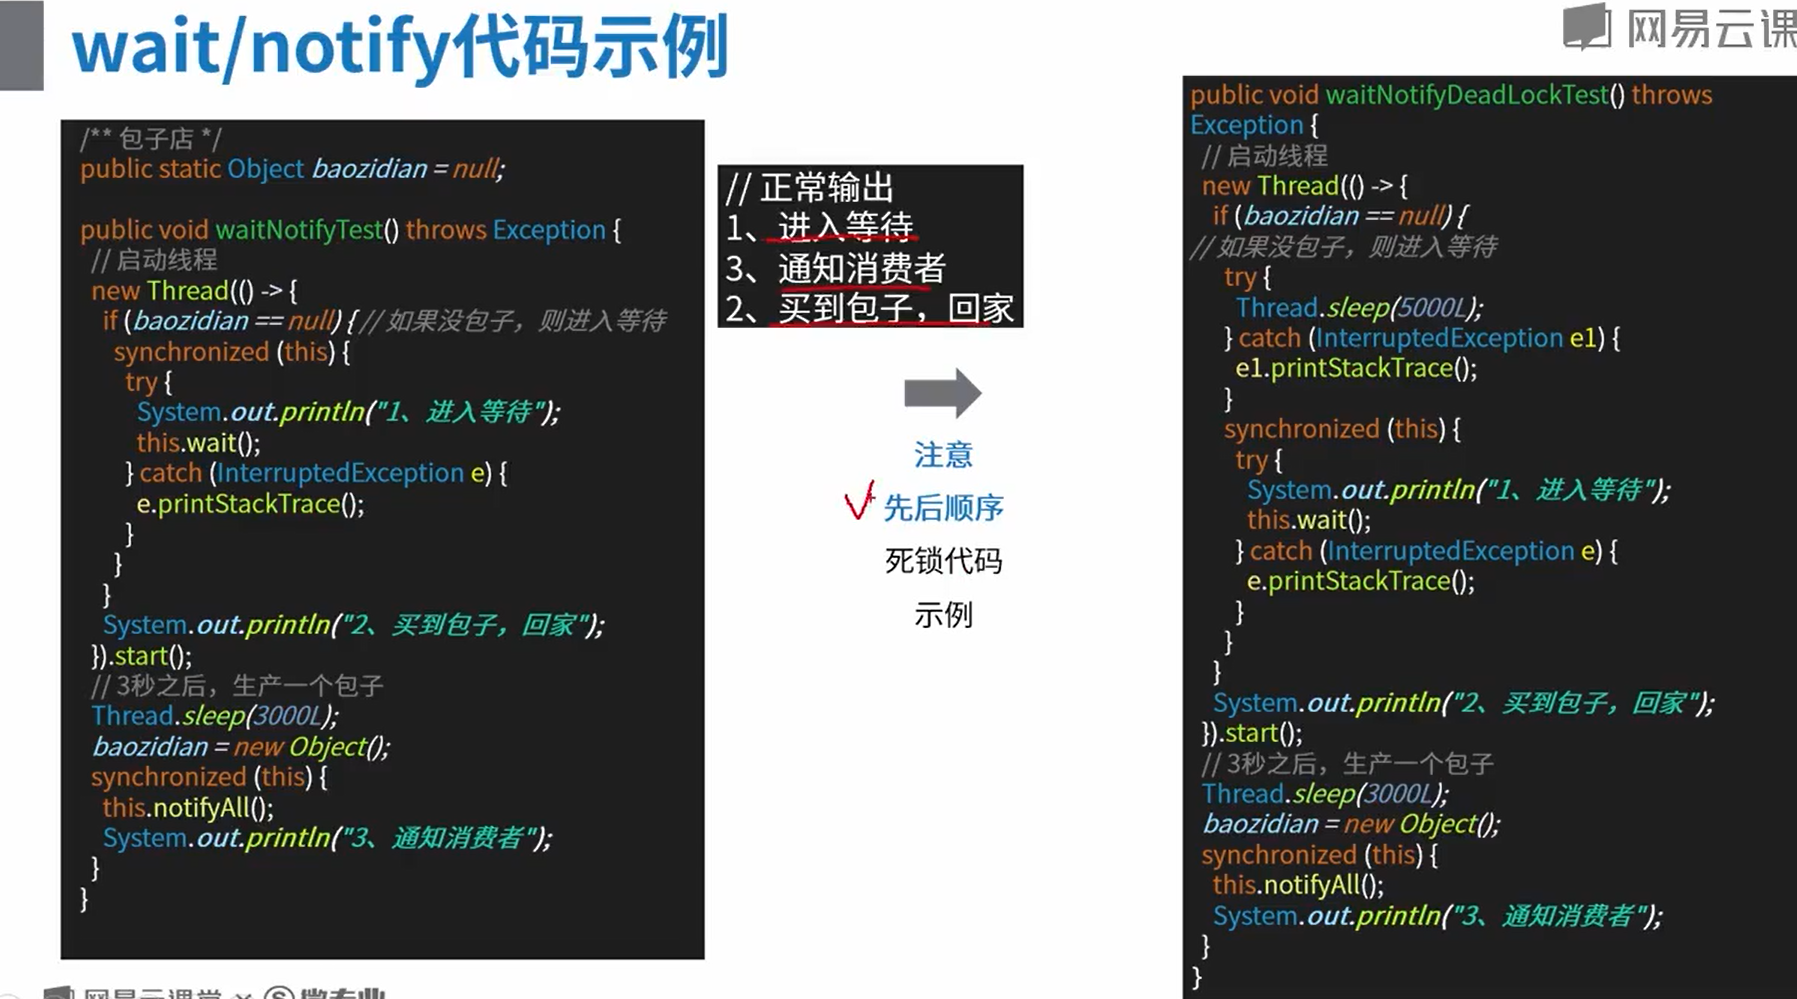 wait/notify代码示例
网易云课
/** 包子店 */
public static Object baozidian = null;
public void waitNotifyTest() throws Exception {
// 启动线程
new Thread(() -> {
if (baozidian == null) { // 如果没包子，则进入等待
synchronized (this) {
try {
System.out.println("1、进入等待");
this.wait();
} catch (InterruptedException e) {
e.printStackTrace();
}
}
}
System.out.println("2、买到包子，回家");
}).start();
// 3秒之后，生产一个包子
Thread.sleep(3000L);
baozidian = new Object();
synchronized (this) {
this.notifyAll();
System.out.println("3、通知消费者");
}
}
// 正常输出
1、进入等待
3、通知消费者
2、买到包子，回家
注意
先后顺序
死锁代码
示例
public void waitNotifyDeadLockTest() throws
Exception {
// 启动线程
new Thread(() -> {
if (baozidian == null) {
// 如果没包子，则进入等待
try {
Thread.sleep(5000L);
} catch (InterruptedException e1) {
e1.printStackTrace();
}
synchronized (this) {
try {
System.out.println("1、进入等待");
this.wait();
} catch (InterruptedException e) {
e.printStackTrace();
}
}
}
System.out.println("2、买到包子，回家");
}).start();
// 3秒之后，生产一个包子
Thread.sleep(3000L);
baozidian = new Object();
synchronized (this) {
this.notifyAll();
System.out.println("3、通知消费者");
}
}
网易云课堂
微专业